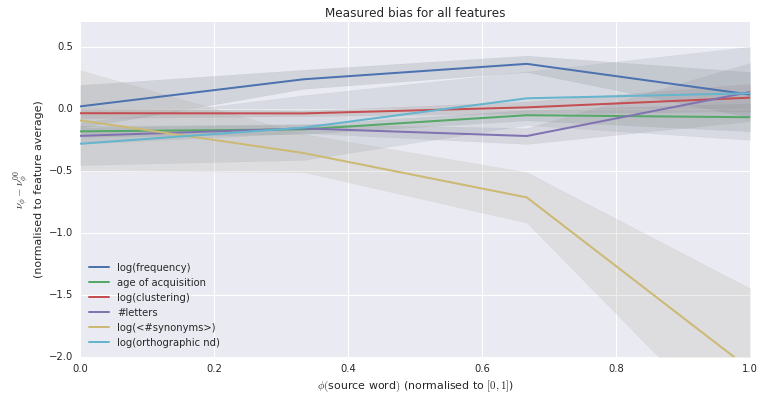 Measured bias for all features
0.5
0.0
−0.5
−1.0
−1.5
−2.0
ν_φ − ν_φ^00
(normalised to feature average)
log(frequency)
age of acquisition
log(clustering)
#letters
log(<#synonyms>)
log(orthographic nd)
0.0 0.2 0.4 0.6 0.8 1.0
φ(source word) (normalised to [0, 1])